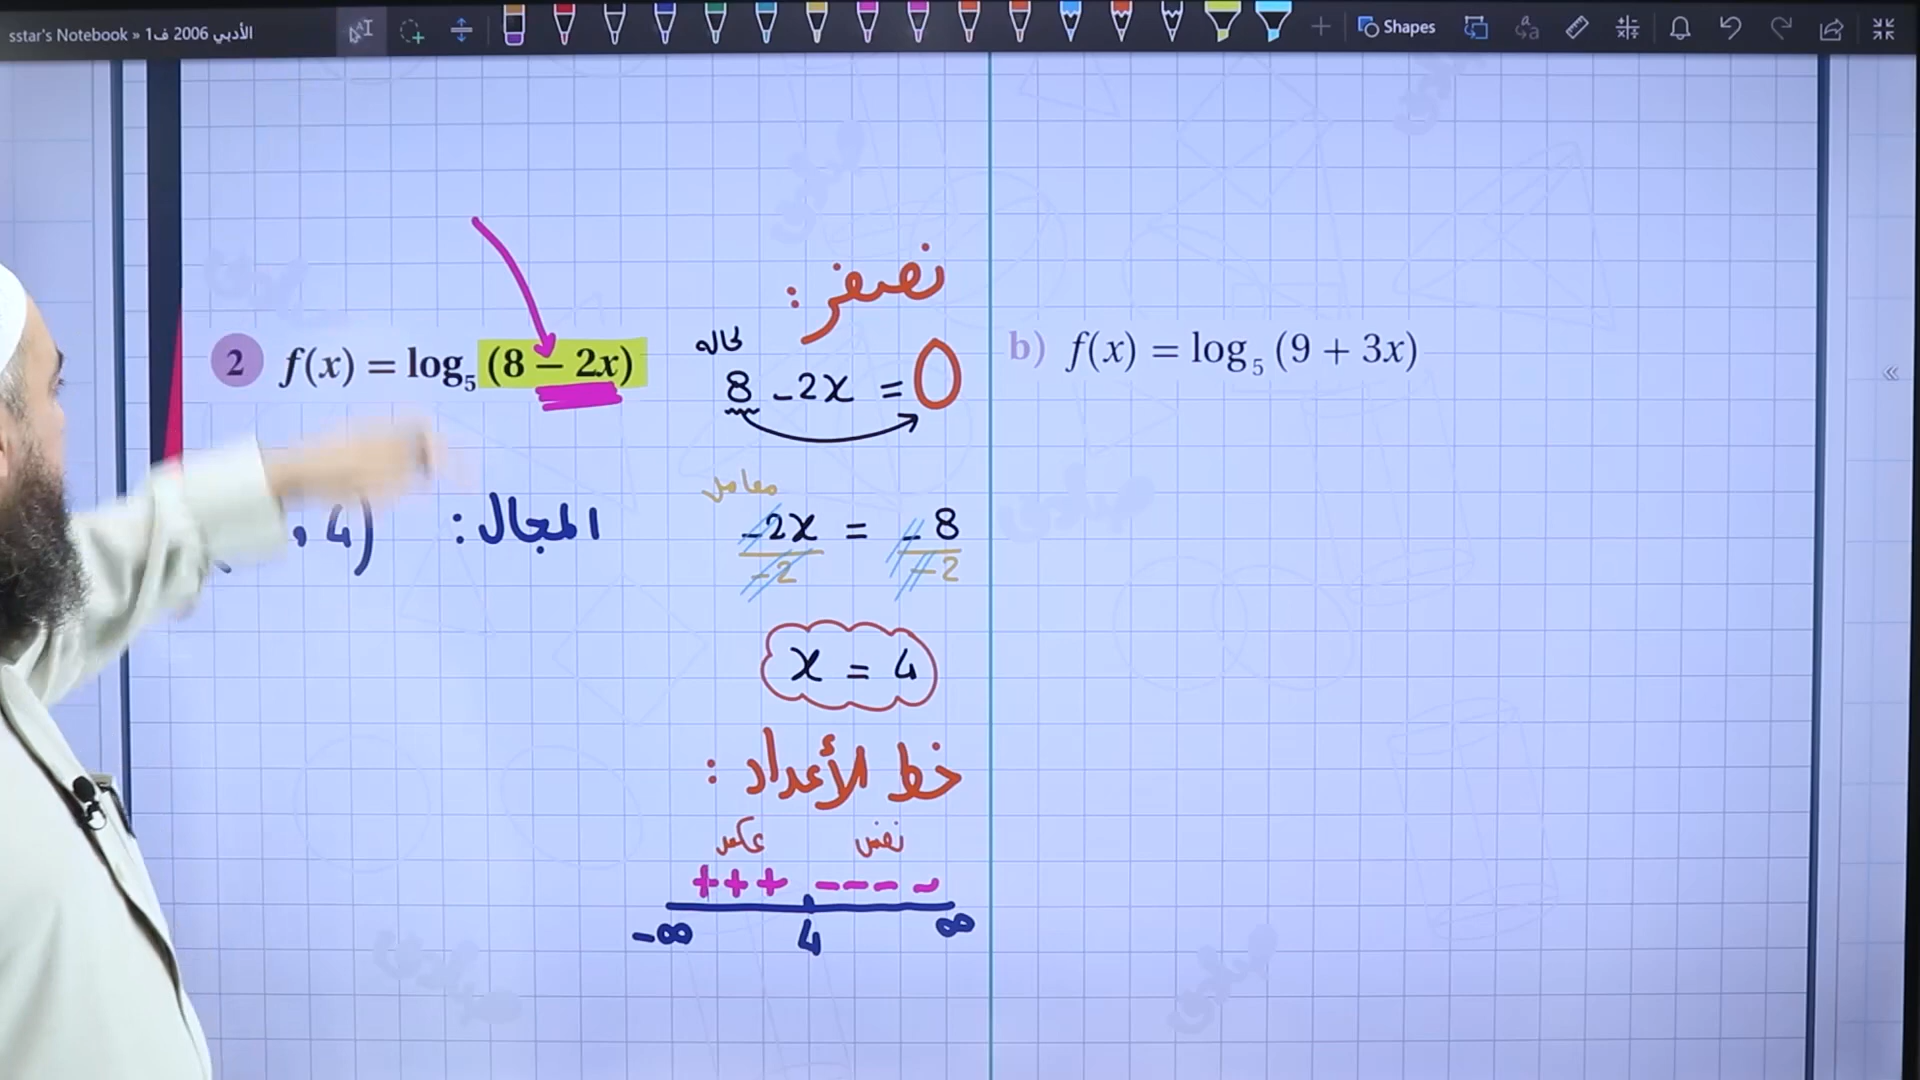 sstar's Notebook » الأدبي 2006 ف1
Shapes
2 f(x) = log₅ (8 − 2x)
المجال:
, 4)
نصفر:
8 - 2x = 0
معامل
-2x = -8
-2 -2
x = 4
خط الأعداد:
عكس نفس
+++ ----
-∞ 4 ∞
b) f(x) = log₅ (9 + 3x)